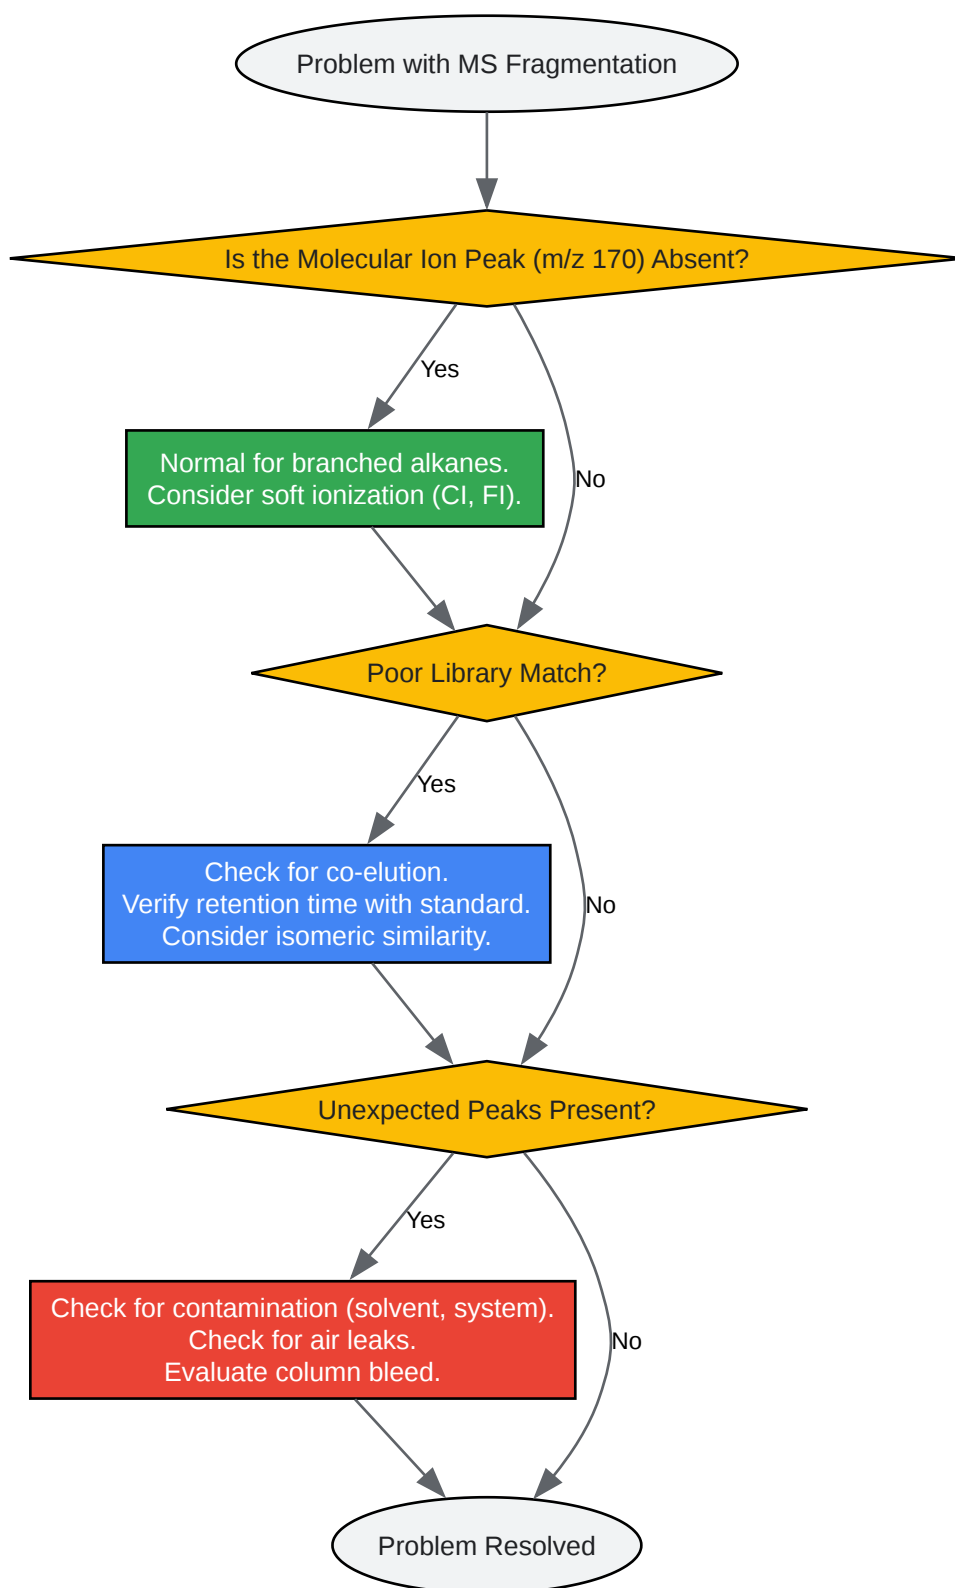 Problem with MS Fragmentation
Is the Molecular Ion Peak (m/z 170) Absent?
Yes
Normal for branched alkanes.
Consider soft ionization (CI, FI).
No
Poor Library Match?
Yes
Check for co-elution.
Verify retention time with standard.
Consider isomeric similarity.
No
Unexpected Peaks Present?
Yes
Check for contamination (solvent, system).
Check for air leaks.
Evaluate column bleed.
No
Problem Resolved